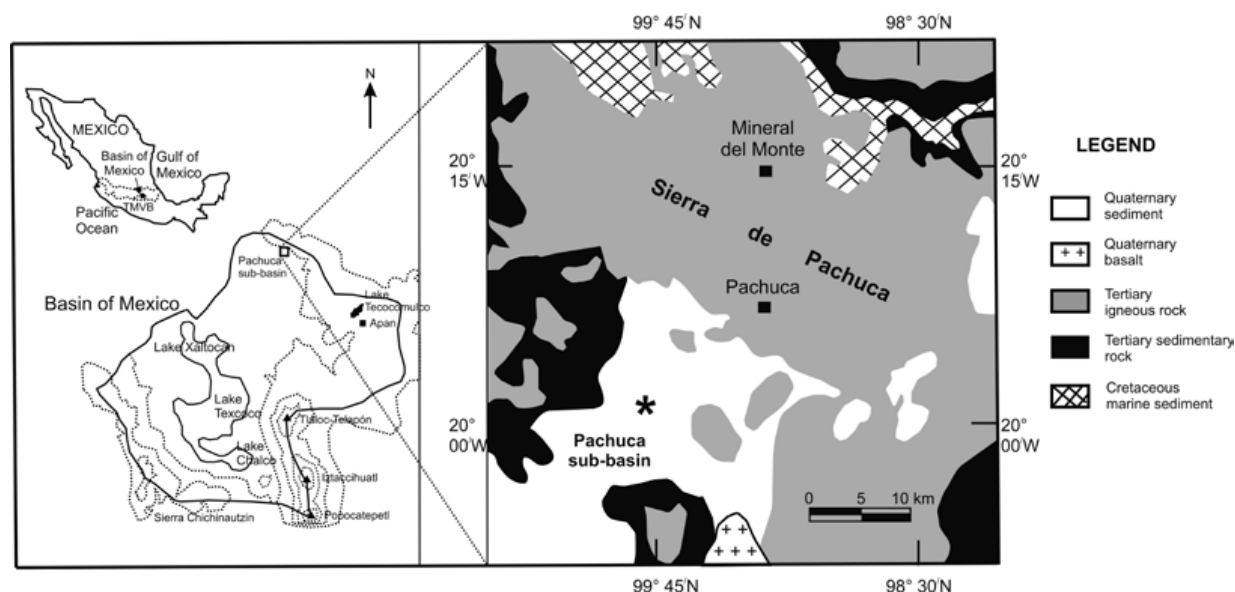 99° 45′N
98° 30′N
N
MEXICO
Basin of
Mexico
Gulf of
Mexico
TMVB
Pacific
Ocean
Pachuca
sub-basin
Basin of Mexico
Lake
Tecocomulco
Apan
Lake Xaltocan
Lake
Texcoco
Tlaloc-Telapón
Lake
Chalco
Iztaccihuatl
Sierra Chichinautzin
Popocatepetl
20°
15′W
Mineral
del Monte
20°
15′W
Sierra
de
Pachuca
Pachuca
*
Pachuca
sub-basin
20°
00′W
20°
00′W
0 5 10 km
99° 45′N
98° 30′N
LEGEND
Quaternary
sediment
Quaternary
basalt
Tertiary
igneous rock
Tertiary sedimentary
rock
Cretaceous
marine sediment